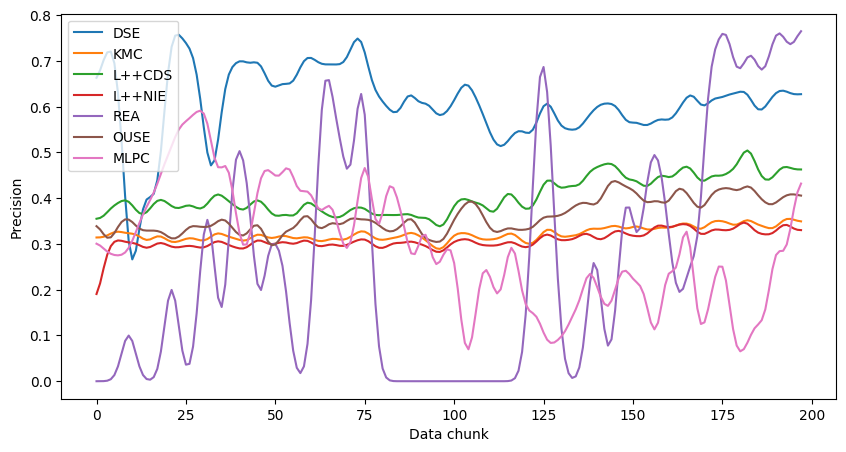 DSE
KMC
L++CDS
L++NIE
REA
OUSE
MLPC
Precision
0.8
0.7
0.6
0.5
0.4
0.3
0.2
0.1
0.0
0 25 50 75 100 125 150 175 200
Data chunk